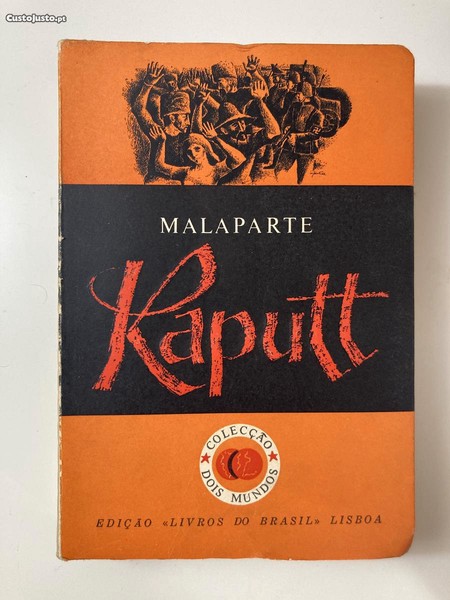 CustoJusto.pt
MALAPARTE
Kaputt
COLECÇÃO
DOIS MUNDOS
EDIÇÃO «LIVROS DO BRASIL» LISBOA